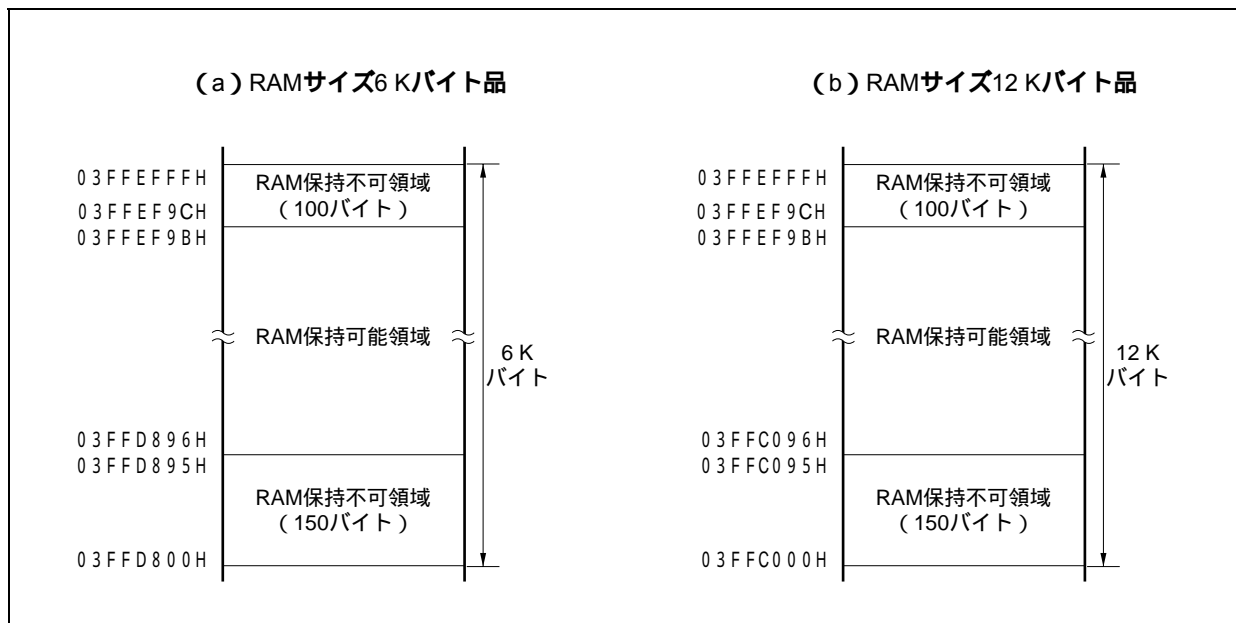 （a）RAMサイズ6 Kバイト品
03FFEFFFH
03FFEF9CH
03FFEF9BH
RAM保持不可領域
（100バイト）
RAM保持可能領域
6 K
バイト
03FFD896H
03FFD895H
RAM保持不可領域
（150バイト）
03FFD800H
（b）RAMサイズ12 Kバイト品
03FFEFFFH
03FFEF9CH
03FFEF9BH
RAM保持不可領域
（100バイト）
RAM保持可能領域
12 K
バイト
03FFC096H
03FFC095H
RAM保持不可領域
（150バイト）
03FFC000H